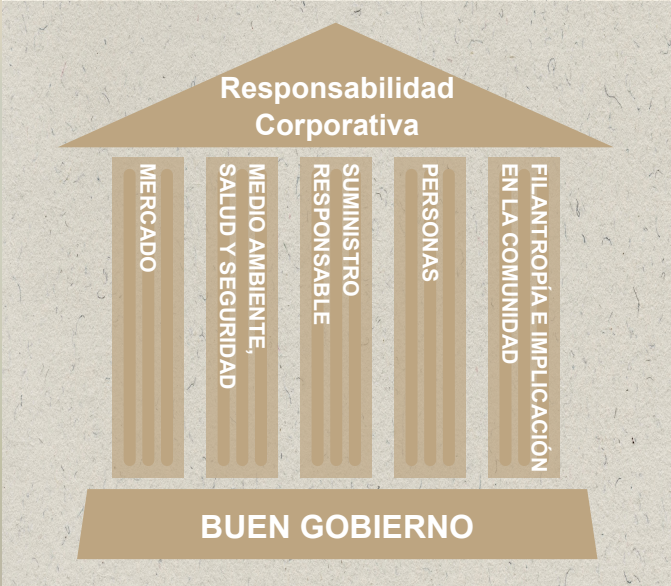 Responsabilidad
Corporativa
MERCADO
MEDIO AMBIENTE,
SALUD Y SEGURIDAD
SUMINISTRO
RESPONSABLE
PERSONAS
FILANTROPÍA E IMPLICACIÓN
EN LA COMUNIDAD
BUEN GOBIERNO